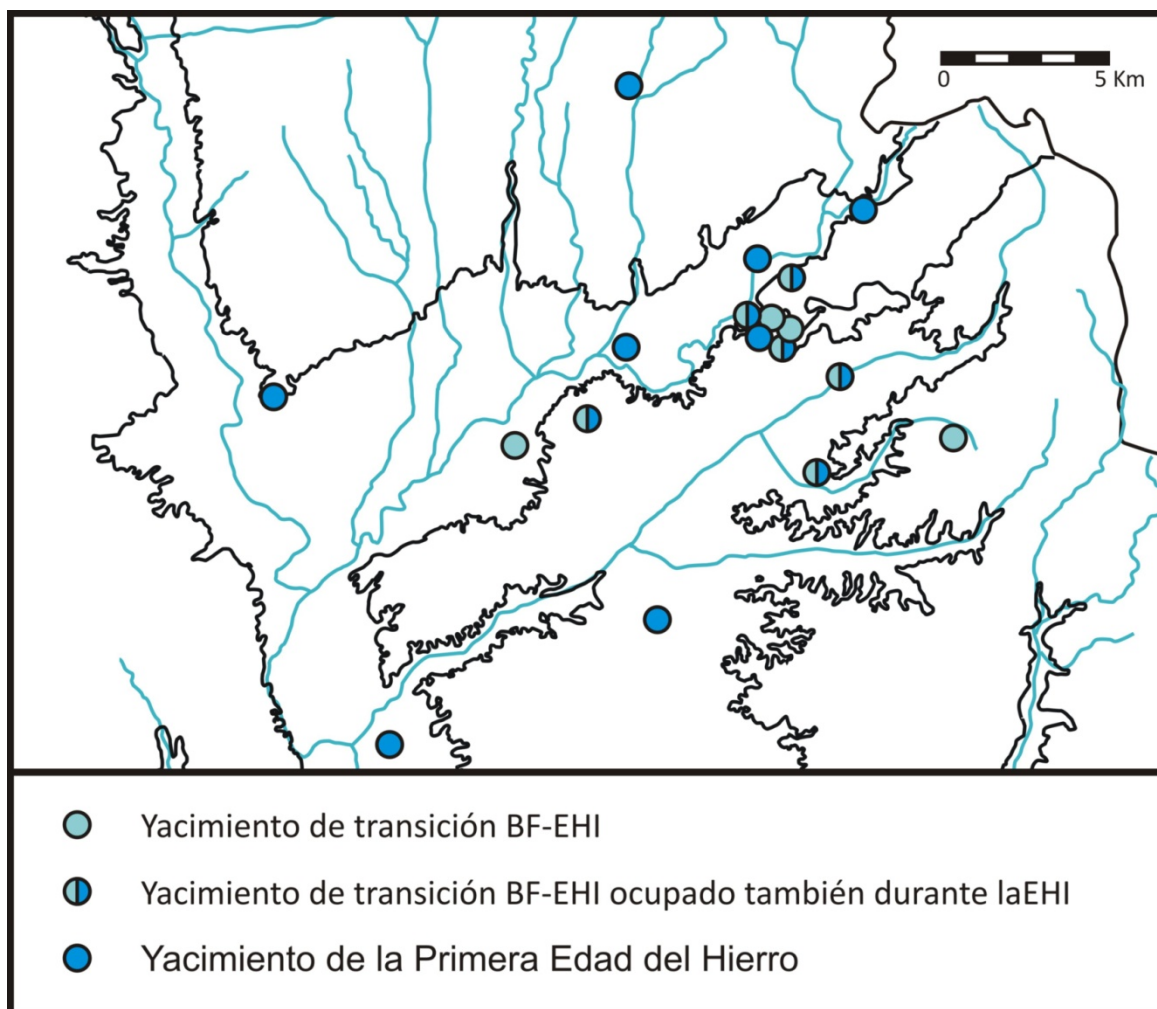 0 5 Km
Yacimiento de transición BF-EHI
Yacimiento de transición BF-EHI ocupado también durante laEHI
Yacimiento de la Primera Edad del Hierro